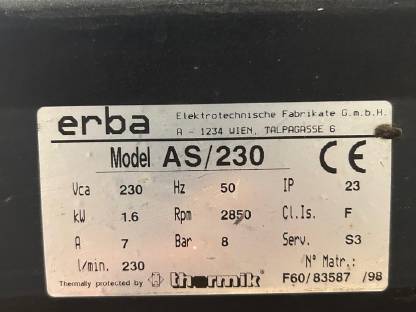 erba Elektrotechnische Fabrikate G.m.b.H.
A - 1234 WIEN, TALPAGASSE 6
Model AS/230 CE
Vca 230 Hz 50 IP 23
kW 1.6 Rpm 2850 Cl.Is. F
A 7 Bar 8 Serv. S3
l/min. 230 N° Matr.:
Thermally protected by thermik F60/83587 /98